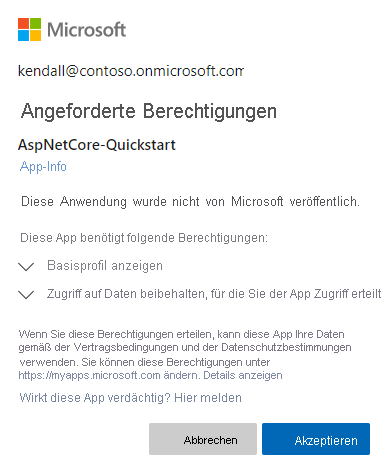 Microsoft
kendall@contoso.onmicrosoft.com
Angeforderte Berechtigungen
AspNetCore-Quickstart
App-Info
Diese Anwendung wurde nicht von Microsoft veröffentlich.
Diese App benötigt folgende Berechtigungen:
Basisprofil anzeigen
Zugriff auf Daten beibehalten, für die Sie der App Zugriff erteilt
Wenn Sie diese Berechtigungen erteilen, kann diese App Ihre Daten
gemäß der Vertragsbedingungen und der Datenschutzbestimmungen
verwenden. Sie können diese Berechtigungen unter
https://myapps.microsoft.com ändern. Details anzeigen
Wirkt diese App verdächtig? Hier melden
Abbrechen
Akzeptieren